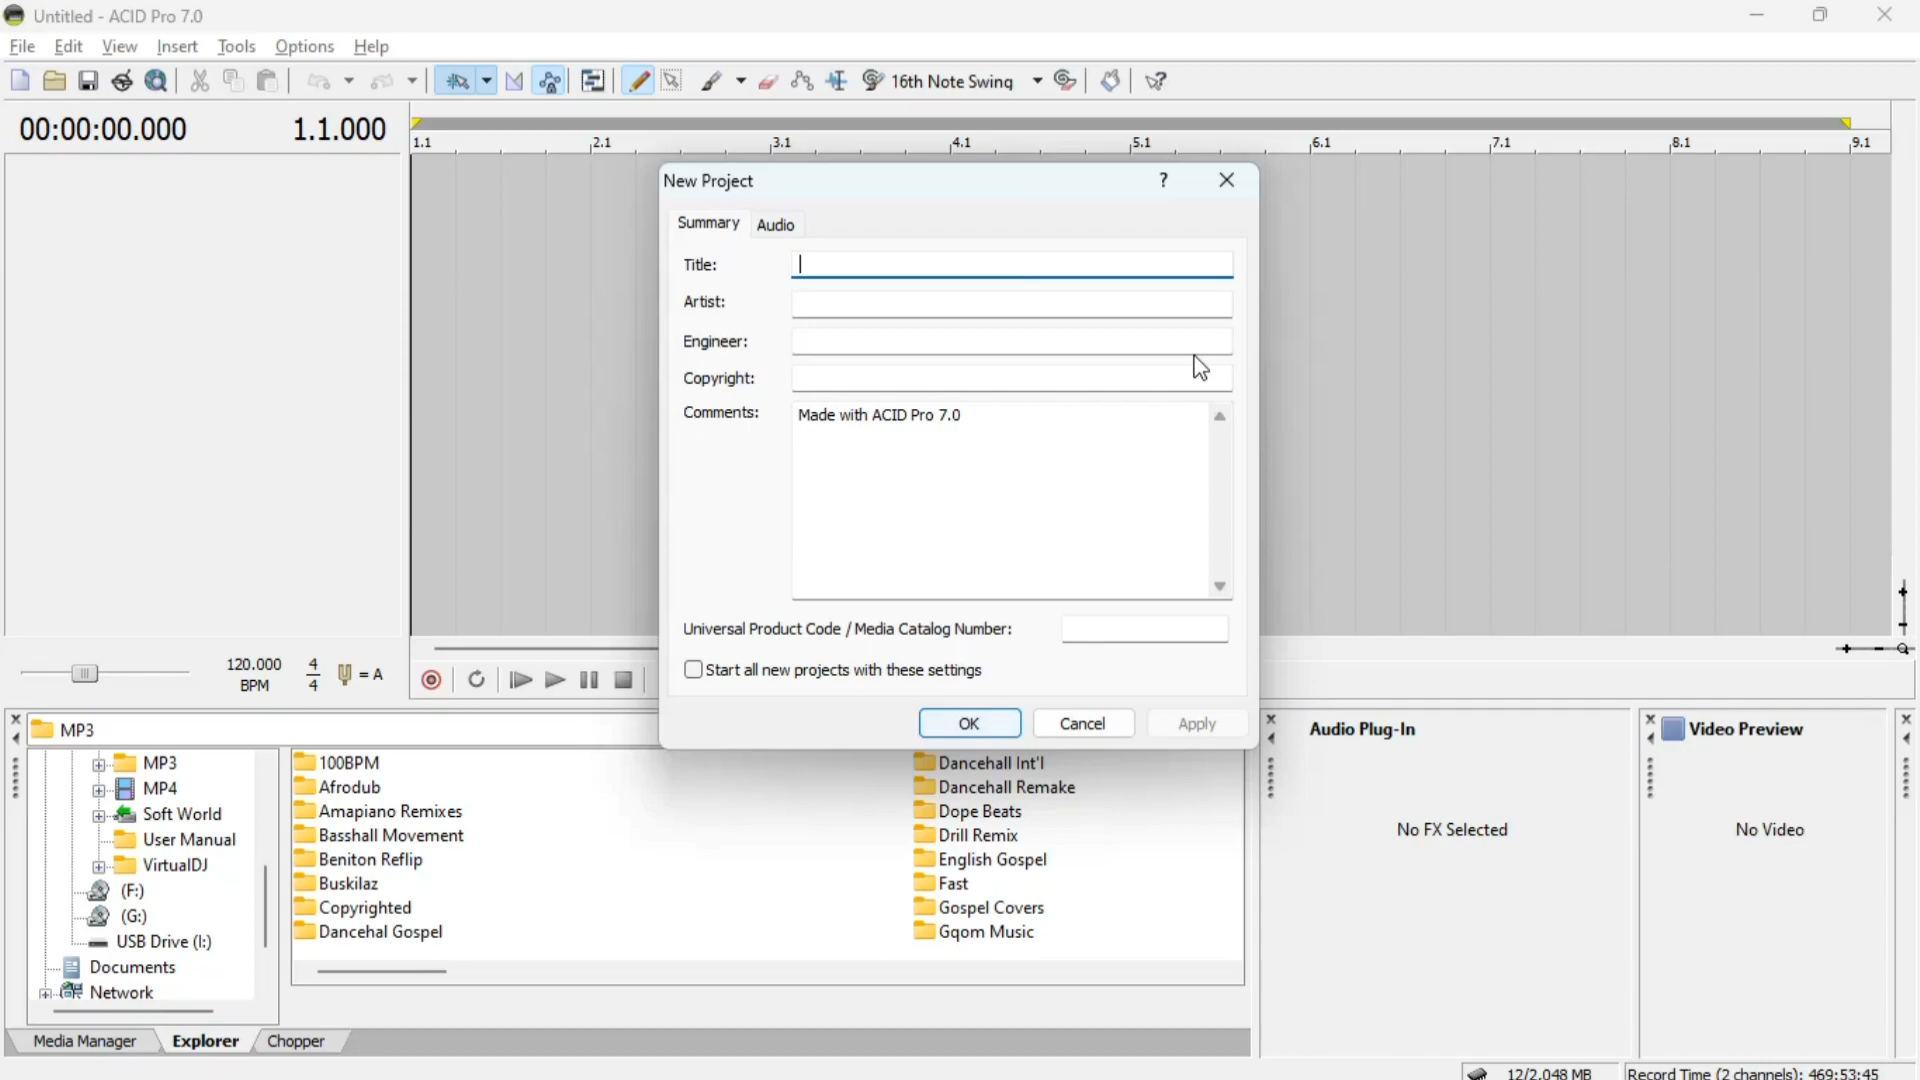 Untitled - ACID Pro 7.0
File Edit View Insert Tools Options Help
16th Note Swing
00:00:00.000 1.1.000
1.1 2.1 3.1 4.1 5.1 6.1 7.1 8.1 9.1
New Project ?
Summary Audio
Title:
Artist:
Engineer:
Copyright:
Comments: Made with ACID Pro 7.0
Universal Product Code / Media Catalog Number:
Start all new projects with these settings
OK Cancel Apply
120.000
BPM
4
4
= A
MP3
MP3
MP4
Soft World
User Manual
VirtualDJ
(F:)
(G:)
USB Drive (I:)
Documents
Network
100BPM
Afrodub
Amapiano Remixes
Basshall Movement
Beniton Reflip
Buskilaz
Copyrighted
Dancehal Gospel
Dancehall Int'l
Dancehall Remake
Dope Beats
Drill Remix
English Gospel
Fast
Gospel Covers
Gqom Music
Audio Plug-In
No FX Selected
Video Preview
No Video
Media Manager Explorer Chopper
12/2,048 MB Record Time (2 channels): 469:53:45